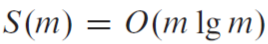 S(m) = O(m lg m)